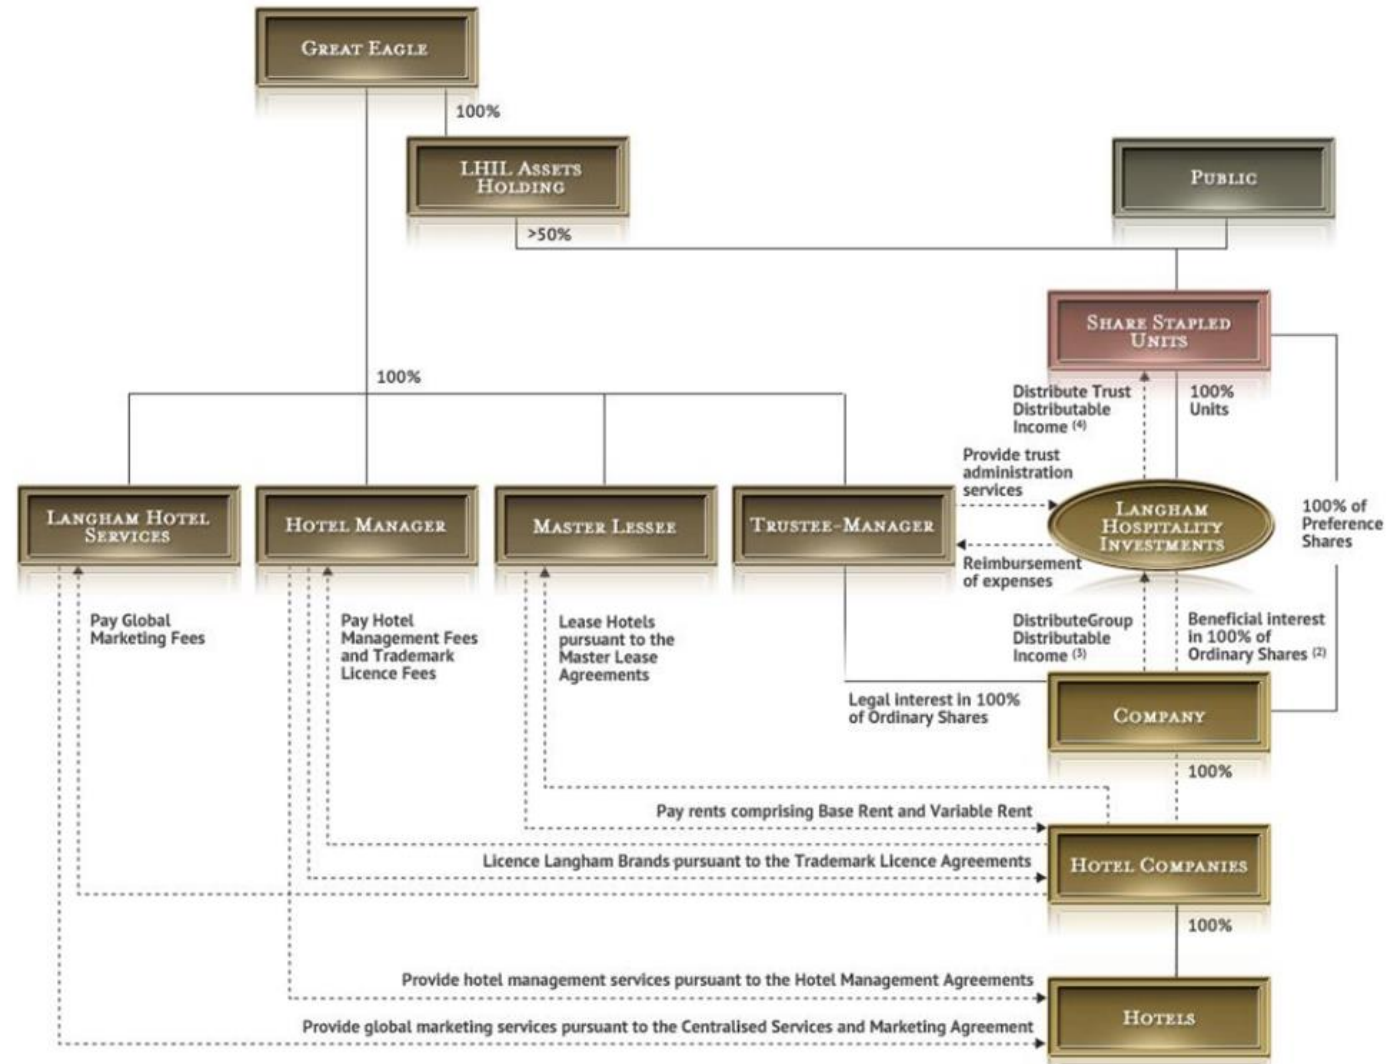 GREAT EAGLE
100%
LHIL ASSETS
HOLDING
>50%
PUBLIC
SHARE STAPLED
UNITS
100%
Distribute Trust
Distributable
Income (4)
100%
Units
Provide trust
administration
services
LANGHAM HOTEL
SERVICES
HOTEL MANAGER
MASTER LESSEE
TRUSTEE-MANAGER
LANGHAM
HOSPITALITY
INVESTMENTS
100% of
Preference
Shares
Reimbursement
of expenses
Pay Global
Marketing Fees
Pay Hotel
Management Fees
and Trademark
Licence Fees
Lease Hotels
pursuant to the
Master Lease
Agreements
DistributeGroup
Distributable
Income (3)
Beneficial interest
in 100% of
Ordinary Shares (2)
Legal interest in 100%
of Ordinary Shares
COMPANY
100%
Pay rents comprising Base Rent and Variable Rent
Licence Langham Brands pursuant to the Trademark Licence Agreements
HOTEL COMPANIES
100%
Provide hotel management services pursuant to the Hotel Management Agreements
HOTELS
Provide global marketing services pursuant to the Centralised Services and Marketing Agreement